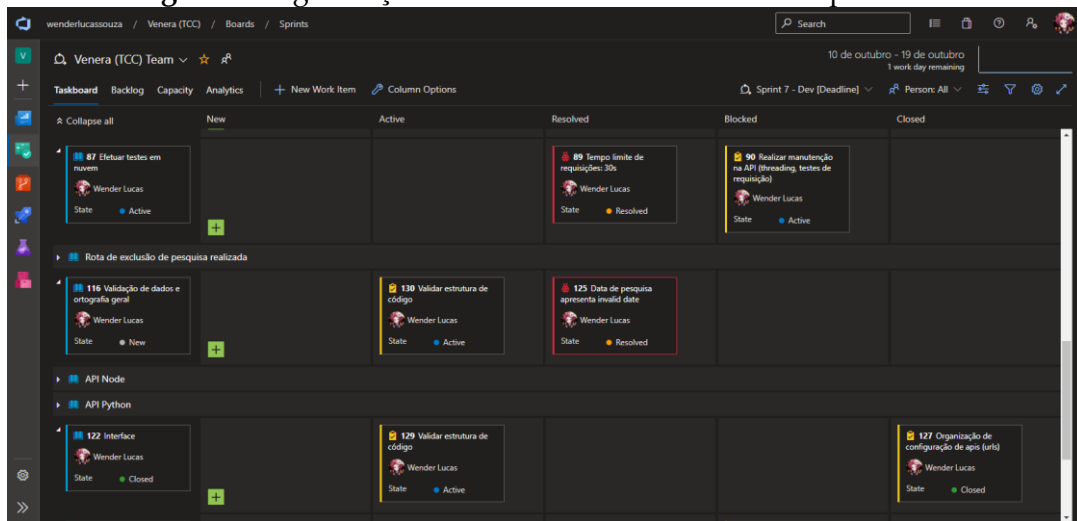 wenderlucassouza / Venera (TCC) / Boards / Sprints
Search
V
Venera (TCC) Team
10 de outubro - 19 de outubro
1 work day remaining
Taskboard Backlog Capacity Analytics + New Work Item Column Options
Sprint 7 - Dev [Deadline] Person: All
Collapse all New Active Resolved Blocked Closed
87 Efetuar testes em
nuvem
Wender Lucas
State Active
89 Tempo limite de
requisições: 30s
Wender Lucas
State Resolved
90 Realizar manutenção
na API (threading, testes de
requisição)
Wender Lucas
State Active
Rota de exclusão de pesquisa realizada
116 Validação de dados e
ortografia geral
Wender Lucas
State New
130 Validar estrutura de
código
Wender Lucas
State Active
125 Data de pesquisa
apresenta invalid date
Wender Lucas
State Resolved
API Node
API Python
122 Interface
Wender Lucas
State Closed
129 Validar estrutura de
código
Wender Lucas
State Active
127 Organização de
configuração de apis (urls)
Wender Lucas
State Closed